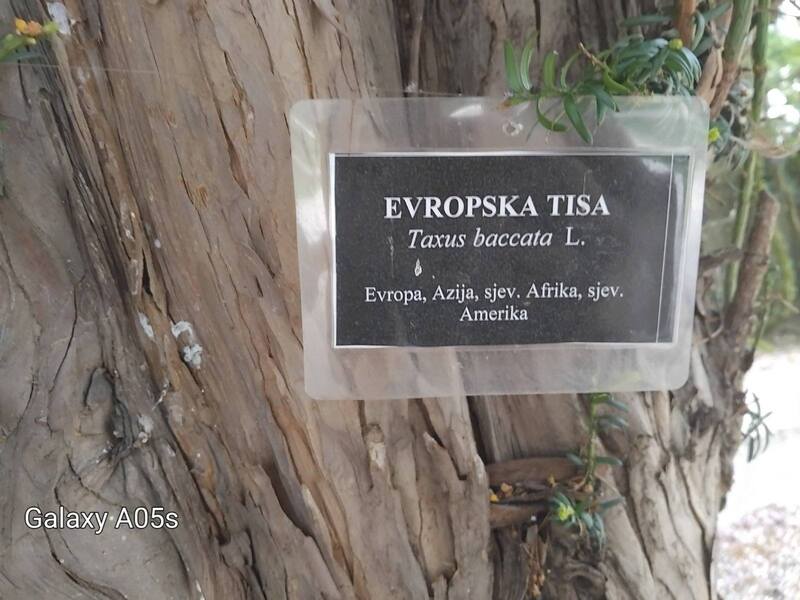 EVROPSKA TISA
Taxus baccata L.
Evropa, Azija, sjev. Afrika, sjev.
Amerika
Galaxy A05s